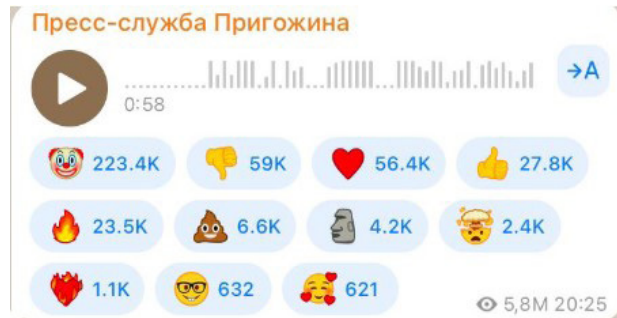 Пресс-служба Пригожина
→A
0:58
223.4K 59K 56.4K 27.8K
23.5K 6.6K 4.2K 2.4K
1.1K 632 621
5,8M 20:25